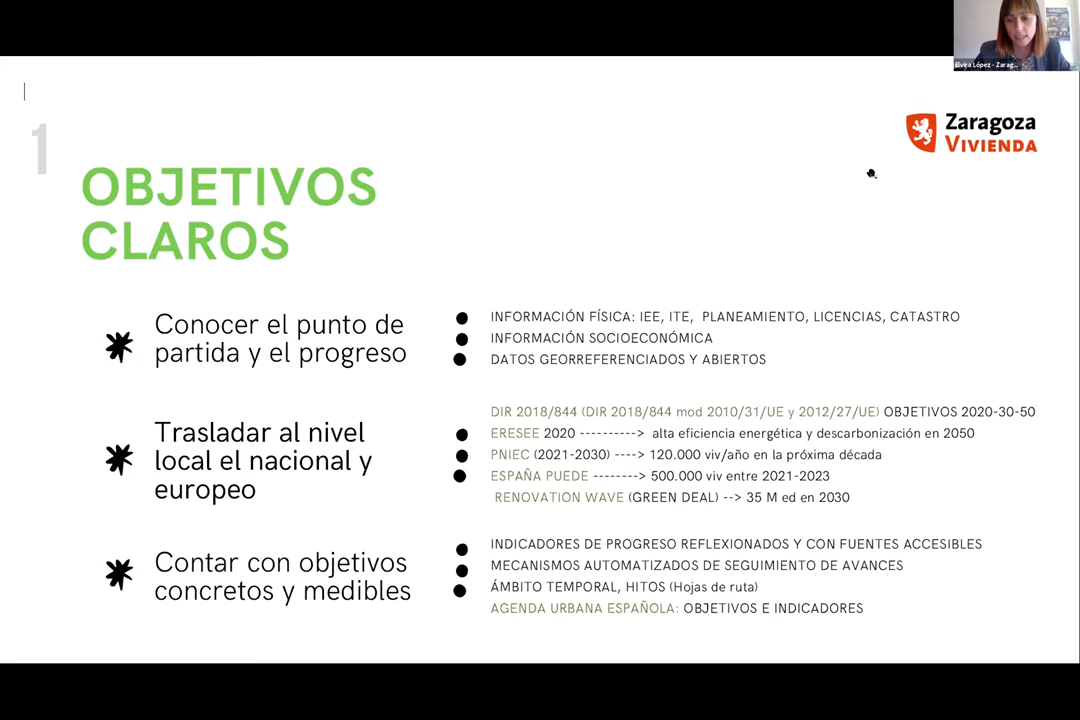 Elvira López - Zarag...
1
Zaragoza
VIVIENDA
OBJETIVOS
CLAROS
Conocer el punto de
partida y el progreso
INFORMACIÓN FÍSICA: IEE, ITE, PLANEAMIENTO, LICENCIAS, CATASTRO
INFORMACIÓN SOCIOECONÓMICA
DATOS GEORREFERENCIADOS Y ABIERTOS
Trasladar al nivel
local el nacional y
europeo
DIR 2018/844 (DIR 2018/844 mod 2010/31/UE y 2012/27/UE) OBJETIVOS 2020-30-50
ERESEE 2020 ----------> alta eficiencia energética y descarbonización en 2050
PNIEC (2021-2030) ----> 120.000 viv/año en la próxima década
ESPAÑA PUEDE --------> 500.000 viv entre 2021-2023
RENOVATION WAVE (GREEN DEAL) --> 35 M ed en 2030
Contar con objetivos
concretos y medibles
INDICADORES DE PROGRESO REFLEXIONADOS Y CON FUENTES ACCESIBLES
MECANISMOS AUTOMATIZADOS DE SEGUIMIENTO DE AVANCES
ÁMBITO TEMPORAL, HITOS (Hojas de ruta)
AGENDA URBANA ESPAÑOLA: OBJETIVOS E INDICADORES